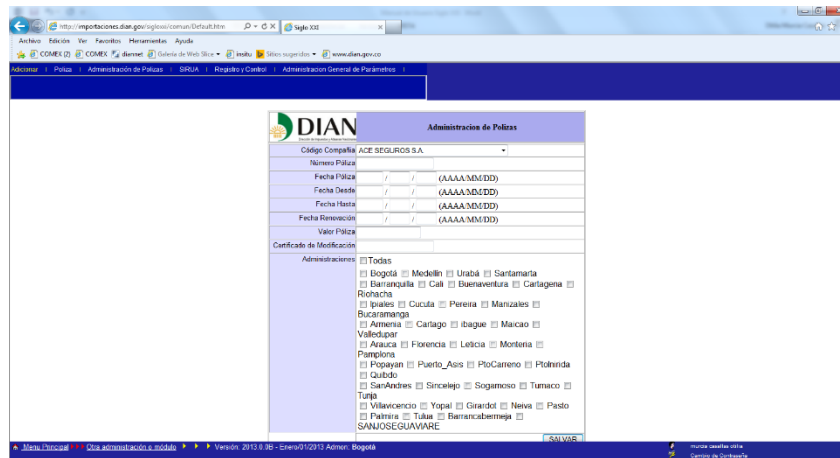 http://importaciones.dian.gov/sigloxxi/comun/Default.htm
Siglo XXI
Archivo Edición Ver Favoritos Herramientas Ayuda
COMEX (2) COMEX diannet Galería de Web Slice insitu Sitios sugeridos www.dian.gov.co
Adicionar | Poliza | Administración de Polizas | SIRUA | Registro y Control | Administracion General de Parámetros |
DIAN
Administracion de Polizas
Código Compañía ACE SEGUROS S.A.
Número Póliza
Fecha Póliza / / (AAAA/MM/DD)
Fecha Desde / / (AAAA/MM/DD)
Fecha Hasta / / (AAAA/MM/DD)
Fecha Renovación / / (AAAA/MM/DD)
Valor Póliza
Certificado de Modificación
Administraciones Todas
Bogotá Medellín Urabá Santamarta
Barranquilla Cali Buenaventura Cartagena
Riohacha
Ipiales Cucuta Pereira Manizales
Bucaramanga
Armenia Cartago ibague Maicao
Valledupar
Arauca Florencia Leticia Monteria
Pamplona
Popayan Puerto_Asis PtoCarreno PtoInirida
Quibdo
SanAndres Sincelejo Sogamoso Tumaco
Tunja
Villavicencio Yopal Girardot Neiva Pasto
Palmira Tulua Barrancabermeja
SANJOSEGUAVIARE
SALVAR
Menu Principal Otra administración o módulo Versión: 2013.0.0B - Enero/01/2013 Admon: Bogotá
Cambio de Contraseña